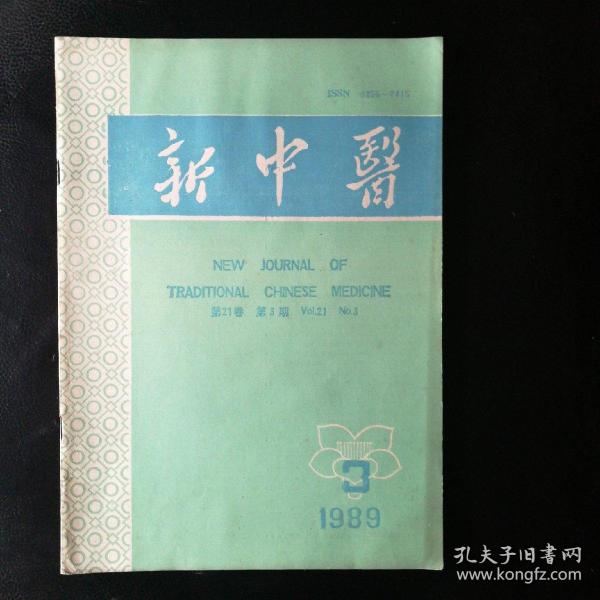 ISSN 0256-7415
新中醫
NEW JOURNAL OF
TRADITIONAL CHINESE MEDICINE
第21卷 第3期 Vol.21 No.3
3
1989
孔夫子旧书网
www.kongfz.com